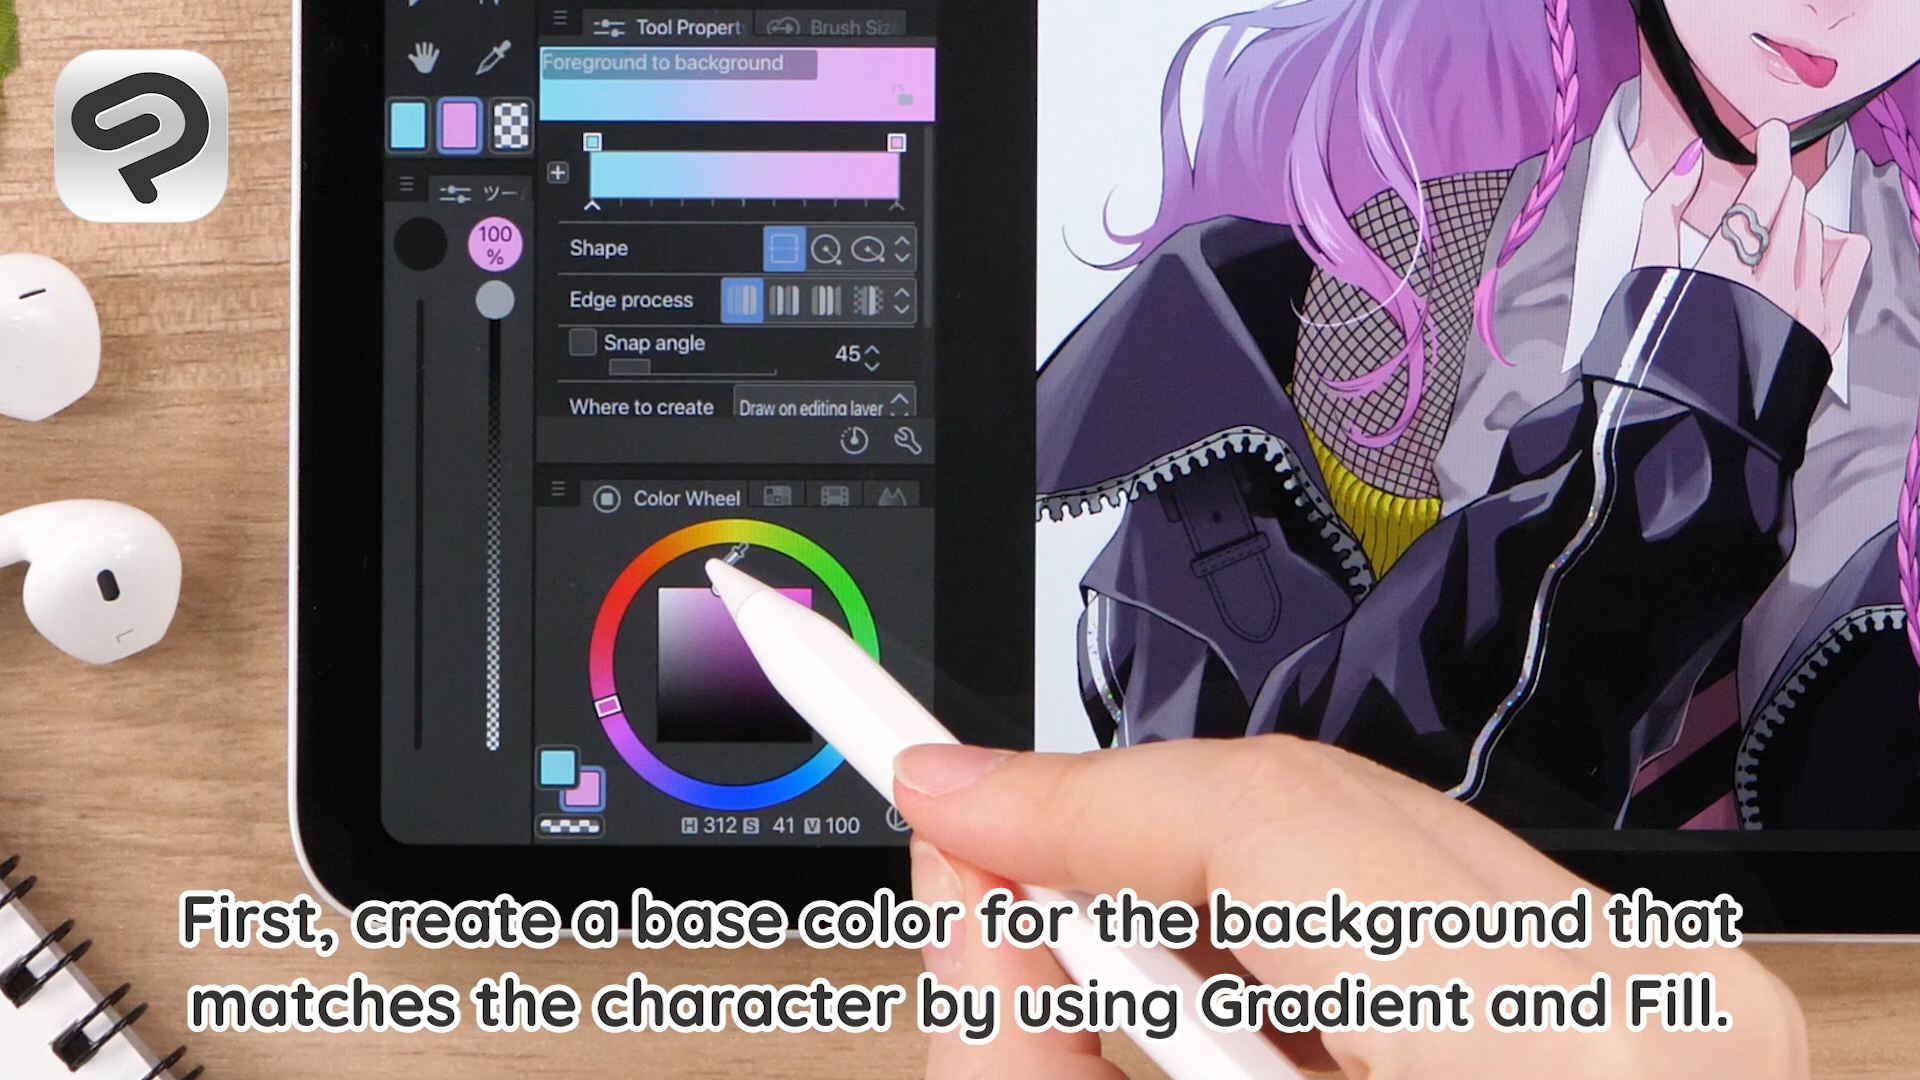 Tool Propert
Brush Siz
Foreground to background
ツー
100
%
Shape
Edge process
Snap angle
45
Where to create
Draw on editing layer
Color Wheel
H 312 S 41 V 100
L
First, create a base color for the background that
matches the character by using Gradient and Fill.